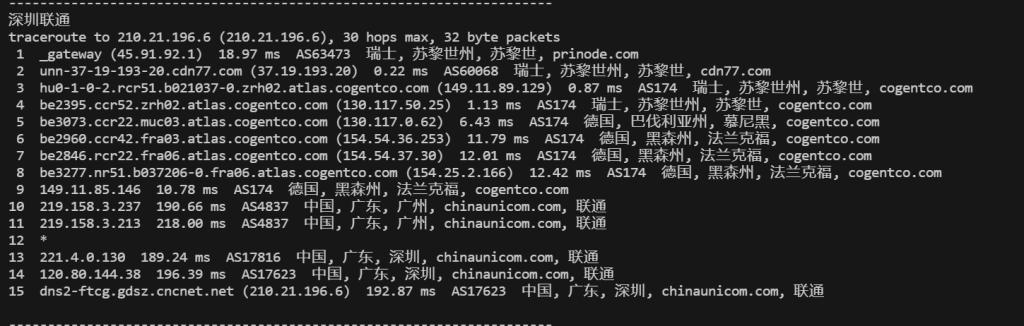 ----------------------------------------------------------------------
深圳联通
traceroute to 210.21.196.6 (210.21.196.6), 30 hops max, 32 byte packets
1 _gateway (45.91.92.1) 18.97 ms AS63473 瑞士, 苏黎世州, 苏黎世, prinode.com
2 unn-37-19-193-20.cdn77.com (37.19.193.20) 0.22 ms AS60068 瑞士, 苏黎世州, 苏黎世, cdn77.com
3 hu0-1-0-2.rcr51.b021037-0.zrh02.atlas.cogentco.com (149.11.89.129) 0.87 ms AS174 瑞士, 苏黎世州, 苏黎世, cogentco.com
4 be2395.ccr52.zrh02.atlas.cogentco.com (130.117.50.25) 1.13 ms AS174 瑞士, 苏黎世州, 苏黎世, cogentco.com
5 be3073.ccr22.muc03.atlas.cogentco.com (130.117.0.62) 6.43 ms AS174 德国, 巴伐利亚州, 慕尼黑, cogentco.com
6 be2960.ccr42.fra03.atlas.cogentco.com (154.54.36.253) 11.79 ms AS174 德国, 黑森州, 法兰克福, cogentco.com
7 be2846.rcr22.fra06.atlas.cogentco.com (154.54.37.30) 12.01 ms AS174 德国, 黑森州, 法兰克福, cogentco.com
8 be3277.nr51.b037206-0.fra06.atlas.cogentco.com (154.25.2.166) 12.42 ms AS174 德国, 黑森州, 法兰克福, cogentco.com
9 149.11.85.146 10.78 ms AS174 德国, 黑森州, 法兰克福, cogentco.com
10 219.158.3.237 190.66 ms AS4837 中国, 广东, 广州, chinaunicom.com, 联通
11 219.158.3.213 218.00 ms AS4837 中国, 广东, 广州, chinaunicom.com, 联通
12 *
13 221.4.0.130 189.24 ms AS17816 中国, 广东, 深圳, chinaunicom.com, 联通
14 120.80.144.38 196.39 ms AS17623 中国, 广东, 深圳, chinaunicom.com, 联通
15 dns2-ftcg.gdsz.cncnet.net (210.21.196.6) 192.87 ms AS17623 中国, 广东, 深圳, chinaunicom.com, 联通
----------------------------------------------------------------------